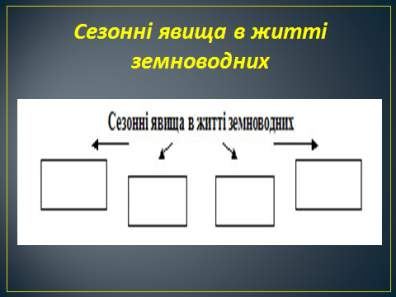 Сезонні явища в житті
земноводних
Сезонні явища в житті земноводних